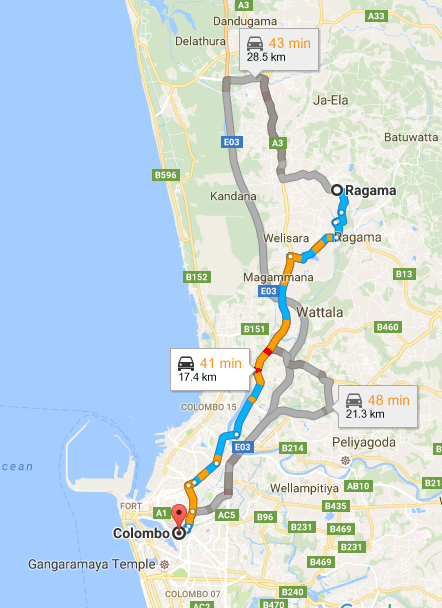 A3
Dandugama
A33
Delathura
43 min
28.5 km
Ja-Ela
E03
A3
Batuwatta
B596
Ragama
Kandana
Welisara
Ragama
B152
Magammana
B13
E03
Wattala
B151
B460
41 min
17.4 km
48 min
21.3 km
COLOMBO 15
Peliyagoda
E03
B214
ocean
Wellampitiya
AB10
FORT
B435
A1
AC5
B96
B469
Colombo
B231
B231
B469
Gangaramaya Temple
COLOMBO 07
B240
AC2
B470